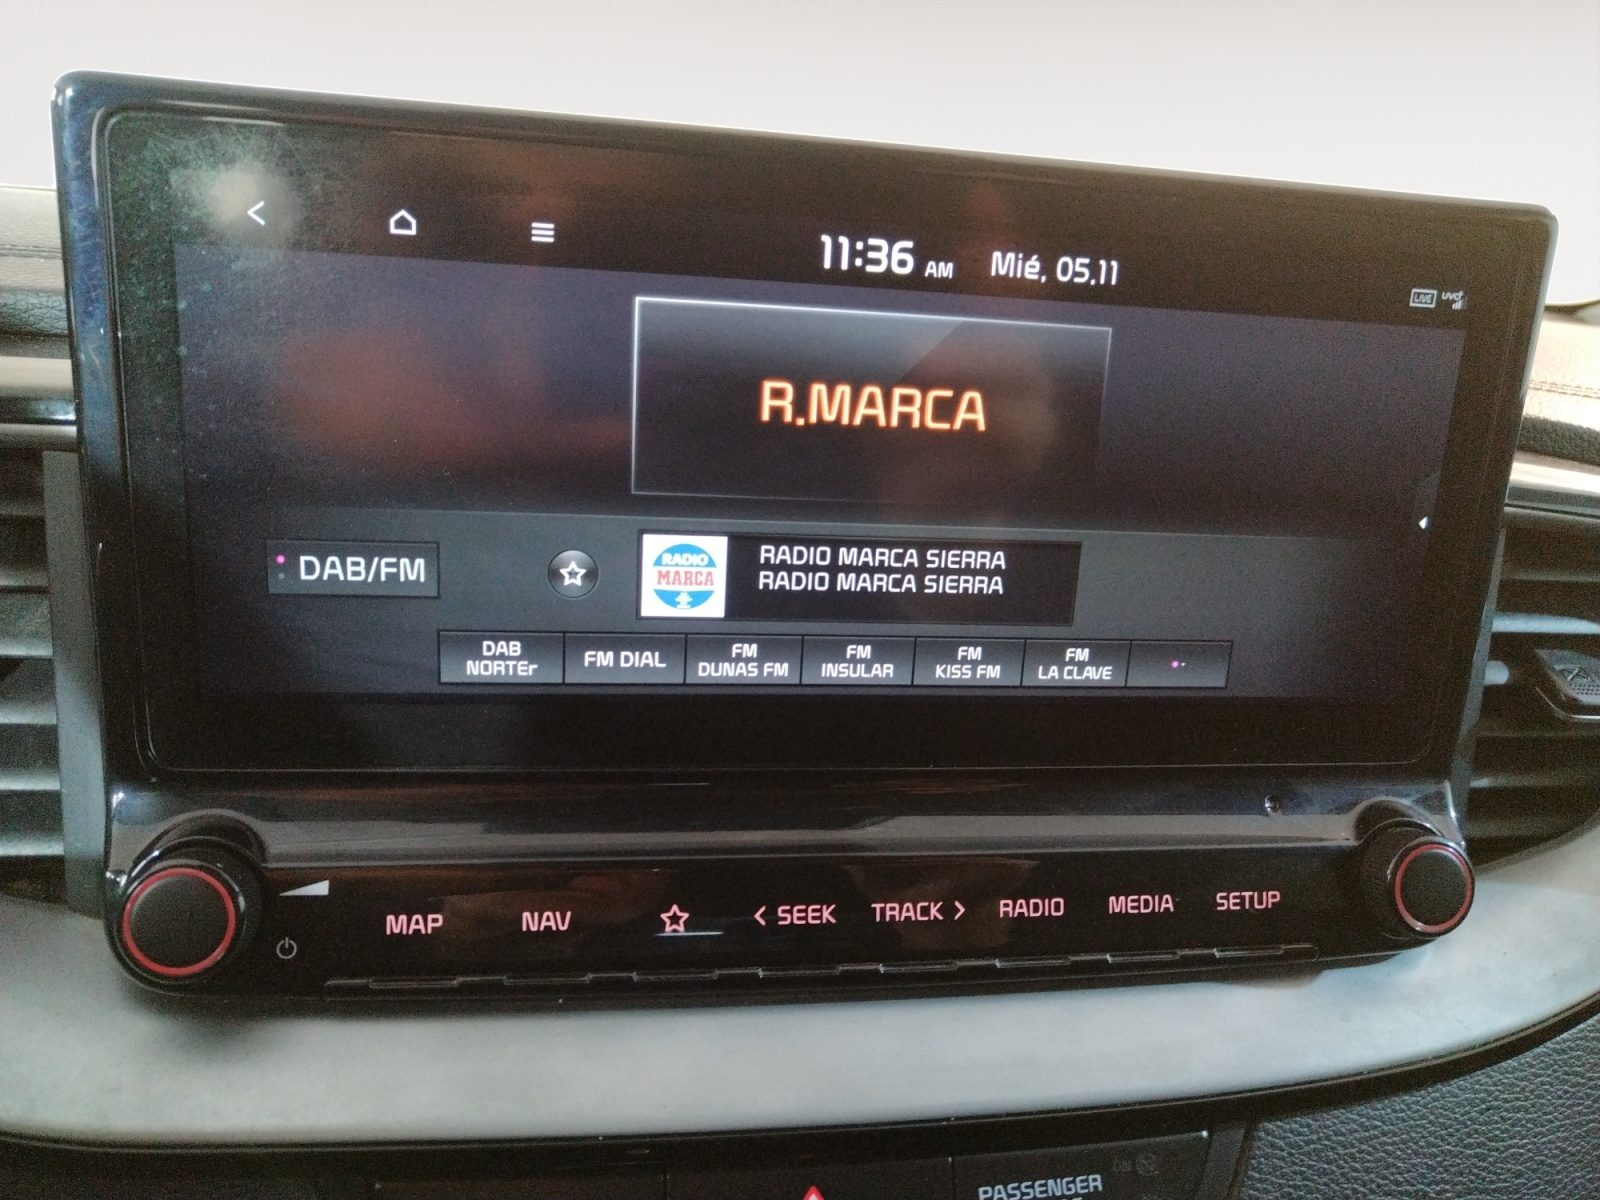 11:36 AM Mié, 05.11
LIVE UVO
R.MARCA
DAB/FM
RADIO
MARCA
RADIO MARCA SIERRA
RADIO MARCA SIERRA
DAB
NORTEr
FM DIAL
FM
DUNAS FM
FM
INSULAR
FM
KISS FM
FM
LA CLAVE
MAP NAV < SEEK TRACK > RADIO MEDIA SETUP
PASSENGER